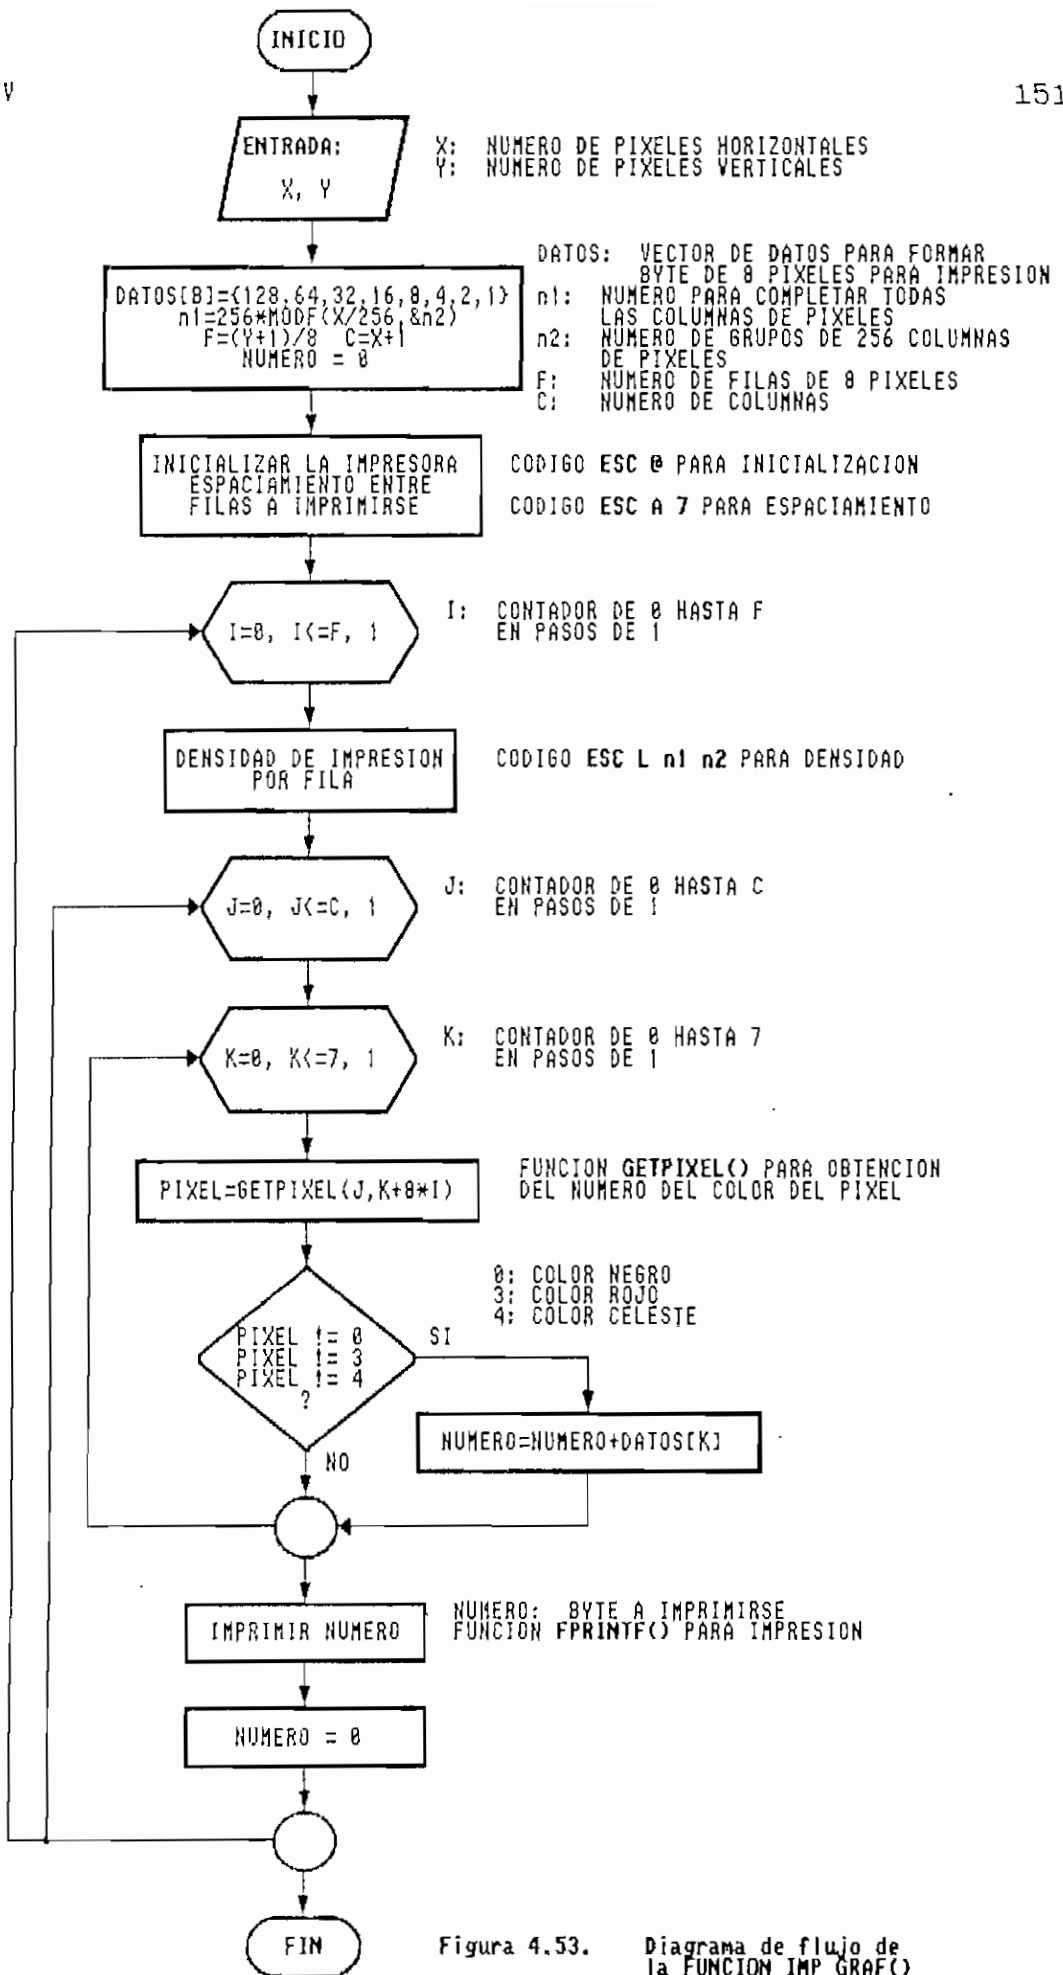 INICIO
V
151
ENTRADA:
X, Y
X: NUMERO DE PIXELES HORIZONTALES
Y: NUMERO DE PIXELES VERTICALES
DATOS[8]={128,64,32,16,8,4,2,1}
n1=256*MODF(X/256,&n2)
F=(Y+1)/8 C=X+1
NUMERO = 0
DATOS: VECTOR DE DATOS PARA FORMAR
BYTE DE 8 PIXELES PARA IMPRESION
n1: NUMERO PARA COMPLETAR TODAS
LAS COLUMNAS DE PIXELES
n2: NUMERO DE GRUPOS DE 256 COLUMNAS
DE PIXELES
F: NUMERO DE FILAS DE 8 PIXELES
C: NUMERO DE COLUMNAS
INICIALIZAR LA IMPRESORA
ESPACIAMIENTO ENTRE
FILAS A IMPRIMIRSE
CODIGO ESC @ PARA INICIALIZACION
CODIGO ESC A 7 PARA ESPACIAMIENTO
I=0, I<=F, 1
I: CONTADOR DE 0 HASTA F
EN PASOS DE 1
DENSIDAD DE IMPRESION
POR FILA
CODIGO ESC L n1 n2 PARA DENSIDAD
J=0, J<=C, 1
J: CONTADOR DE 0 HASTA C
EN PASOS DE 1
K=0, K<=7, 1
K: CONTADOR DE 0 HASTA 7
EN PASOS DE 1
PIXEL=GETPIXEL(J,K+8*I)
FUNCION GETPIXEL() PARA OBTENCION
DEL NUMERO DEL COLOR DEL PIXEL
0: COLOR NEGRO
3: COLOR ROJO
4: COLOR CELESTE
PIXEL != 0
PIXEL != 3
PIXEL != 4
?
SI
NUMERO=NUMERO+DATOS[K]
NO
IMPRIMIR NUMERO
NUMERO: BYTE A IMPRIMIRSE
FUNCION FPRINTF() PARA IMPRESION
NUMERO = 0
FIN
Figura 4.53. Diagrama de flujo de
la FUNCION IMP_GRAF()